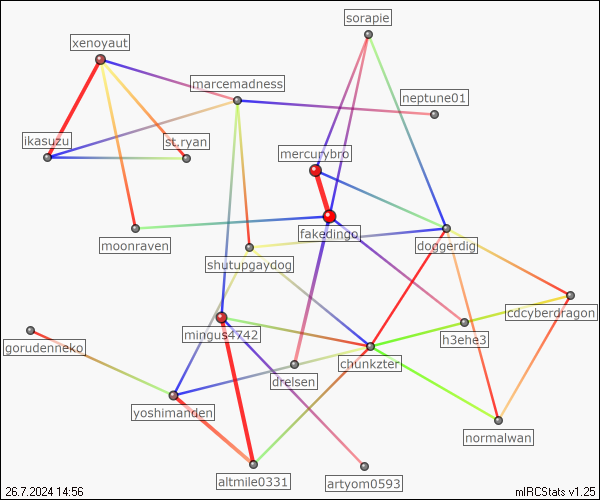 sorapie
xenoyaut
marcemadness
neptune01
ikasuzu
st.ryan
mercurybro
fakedingo
moonraven
doggerdig
shutupgaydog
cdcyberdragon
mingus4742
h3ehe3
gorudenneko
chunkzter
drelsen
yoshimanden
normalwan
altmile0331
artyom0593
26.7.2024 14:56
mIRCStats v1.25